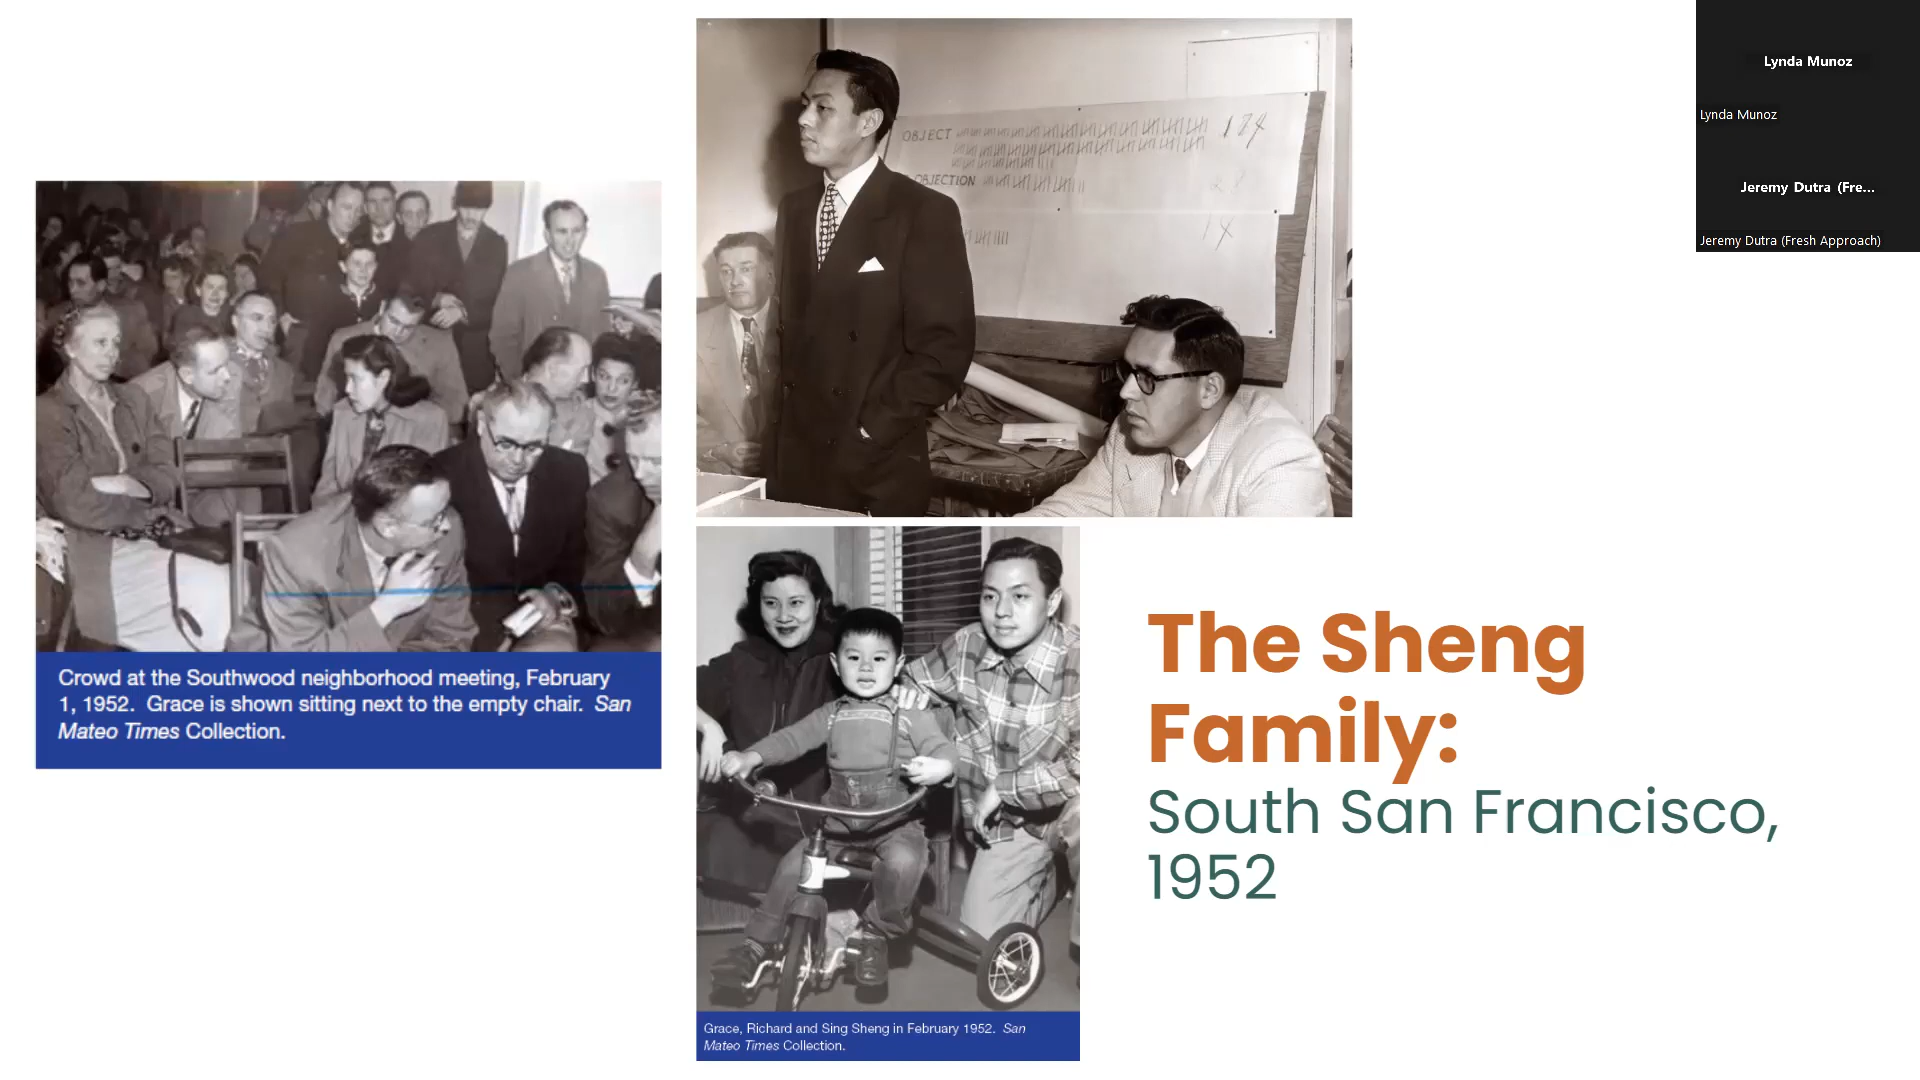 Crowd at the Southwood neighborhood meeting, February
1, 1952.  Grace is shown sitting next to the empty chair.  San
Mateo Times Collection.
OBJECT 174
OBJECTION
14
Grace, Richard and Sing Sheng in February 1952.  San
Mateo Times Collection.
The Sheng
Family:
South San Francisco,
1952
Lynda Munoz
Lynda Munoz
Jeremy Dutra (Fre...
Jeremy Dutra (Fresh Approach)